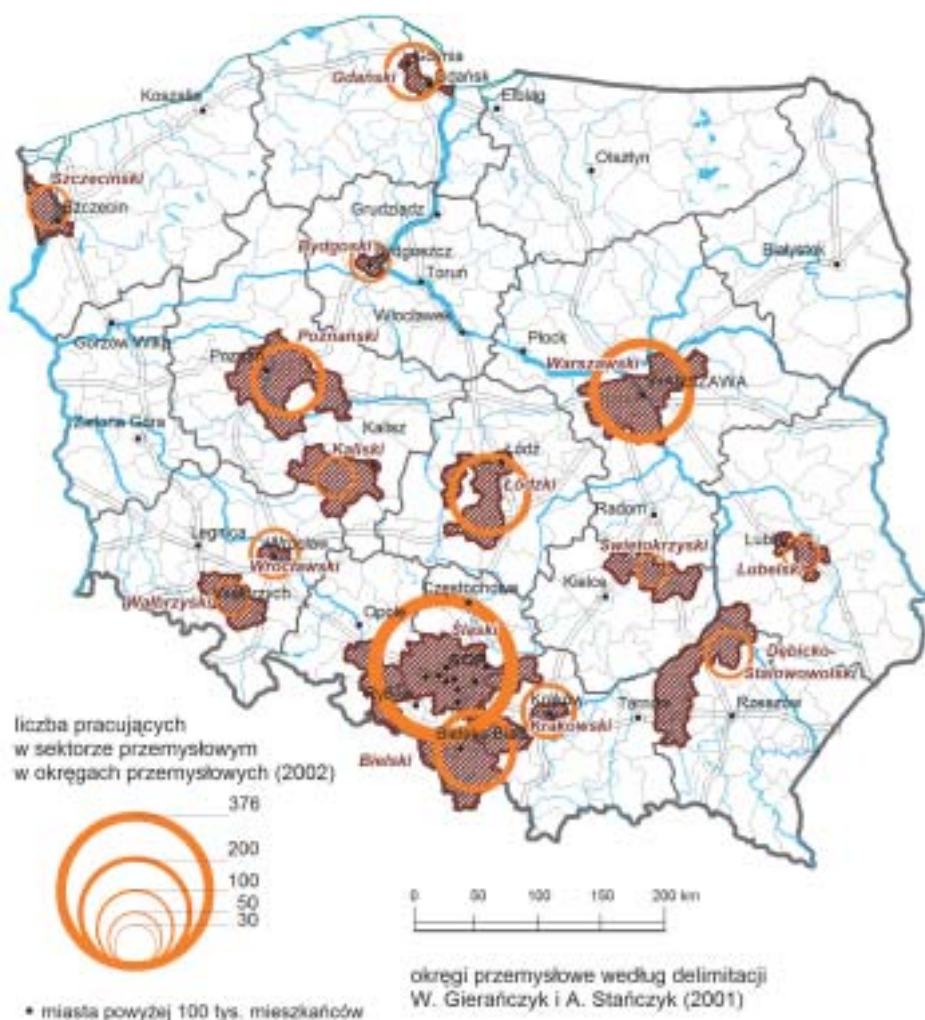 Gdynia
Gdański
Gdańsk
Koszalin
Elbląg
Olsztyn
Szczeciński
Szczecin
Grudziądz
Bydgoski
Bydgoszcz
Białystok
Toruń
Włocławek
Płock
Gorzów Wlkp
Poznański
Poznań
Warszawski
WARSZAWA
Zielona Góra
Kalisz
Kaliski
Łódź
Łódzki
Radom
Legnica
Wrocław
Wrocławski
Świętokrzyski
Lublin
Lubelski
Kielce
Wałbrzyski
Wałbrzych
Częstochowa
Opole
Śląski
GOP
Dębicko-
Stalowowolski
Rybnik
Kraków
Krakowski
Tarnów
Rzeszów
Bielsko-Biała
Bielski
liczba pracujących
w sektorze przemysłowym
w okręgach przemysłowych (2002)
376
200
100
50
30
0 50 100 150 200 km
okręgi przemysłowe według delimitacji
W. Gierańczyk i A. Stańczyk (2001)
• miasta powyżej 100 tys. mieszkańców